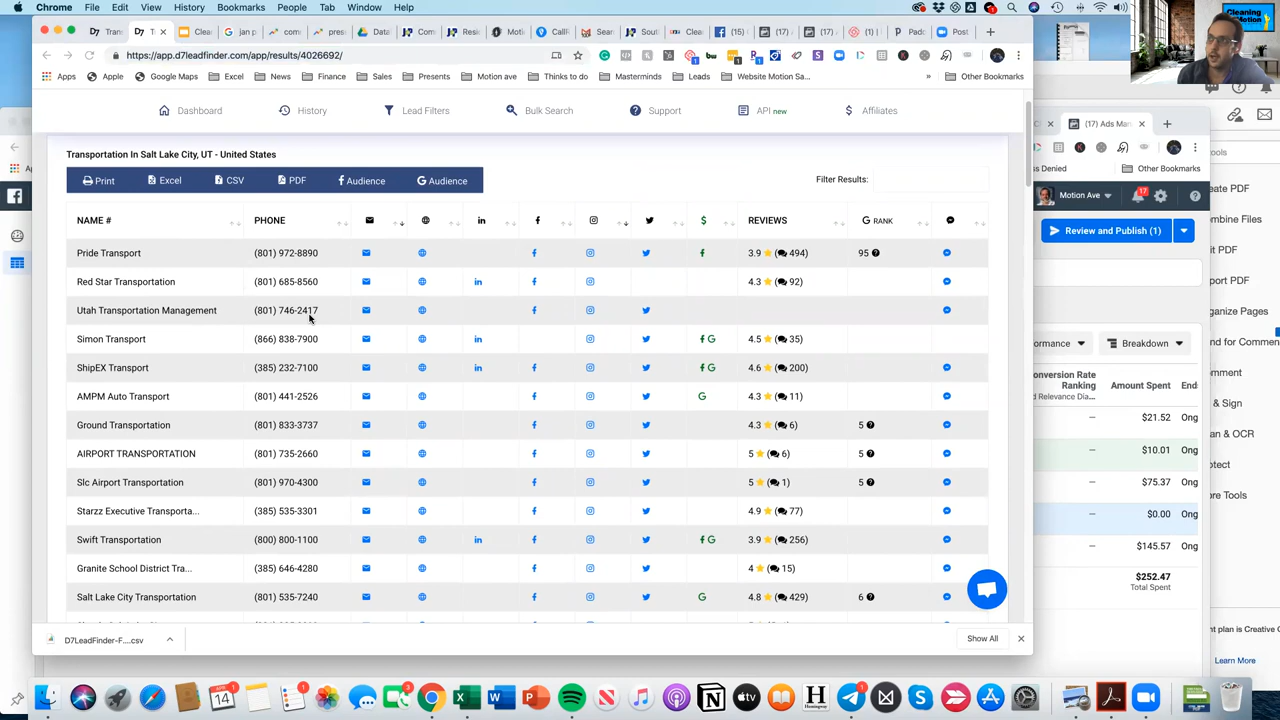 Chrome File Edit View History Bookmarks People Tab Window Help
https://app.d7leadfinder.com/app/results/4026692/
Apps Apple Google Maps Excel News Finance Sales Presents Motion ave Thinks to do Masterminds Leads Website Motion Sa... » Other Bookmarks
Dashboard History Lead Filters Bulk Search Support API new Affiliates
Transportation In Salt Lake City, UT - United States
Print Excel CSV PDF Audience Audience Filter Results:
NAME # PHONE REVIEWS G RANK
Pride Transport (801) 972-8890 3.9 494) 95
Red Star Transportation (801) 685-8560 4.3 92)
Utah Transportation Management (801) 746-2417
Simon Transport (866) 838-7900 4.5 35)
ShipEX Transport (385) 232-7100 4.6 200)
AMPM Auto Transport (801) 441-2526 4.3 11)
Ground Transportation (801) 833-3737 4.3 6) 5
AIRPORT TRANSPORTATION (801) 735-2660 5 6) 5
Slc Airport Transportation (801) 970-4300 5 1) 5
Starzz Executive Transporta... (385) 535-3301 4.9 77)
Swift Transportation (800) 800-1100 3.9 256)
Granite School District Tra... (385) 646-4280 4 15)
Salt Lake City Transportation (801) 535-7240 4.8 429) 6
D7LeadFinder-F....csv Show All
Cleaning
(17) Ads Man
Other Bookmarks
Motion Ave 17
Review and Publish (1)
Breakdown
Conversion Rate
Ranking
Amount Spent Ends
— $21.52 Ong
— $10.01 Ong
— $75.37 Ong
— $0.00 Ong
— $145.57 Ong
$252.47
Total Spent
Learn More